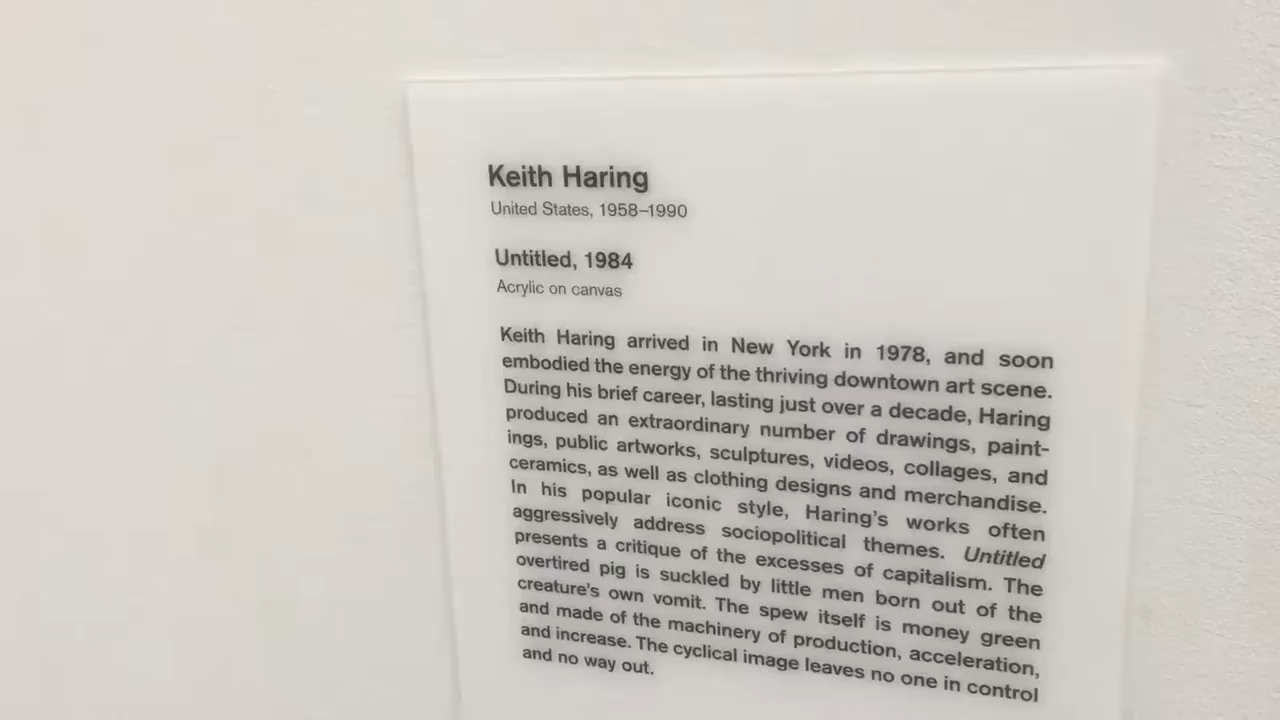 Keith Haring
United States, 1958–1990
Untitled, 1984
Acrylic on canvas
Keith Haring arrived in New York in 1978, and soon
embodied the energy of the thriving downtown art scene.
During his brief career, lasting just over a decade, Haring
produced an extraordinary number of drawings, paint-
ings, public artworks, sculptures, videos, collages, and
ceramics, as well as clothing designs and merchandise.
In his popular iconic style, Haring’s works often
aggressively address sociopolitical themes. Untitled
presents a critique of the excesses of capitalism. The
overtired pig is suckled by little men born out of the
creature’s own vomit. The spew itself is money green
and made of the machinery of production, acceleration,
and increase. The cyclical image leaves no one in control
and no way out.